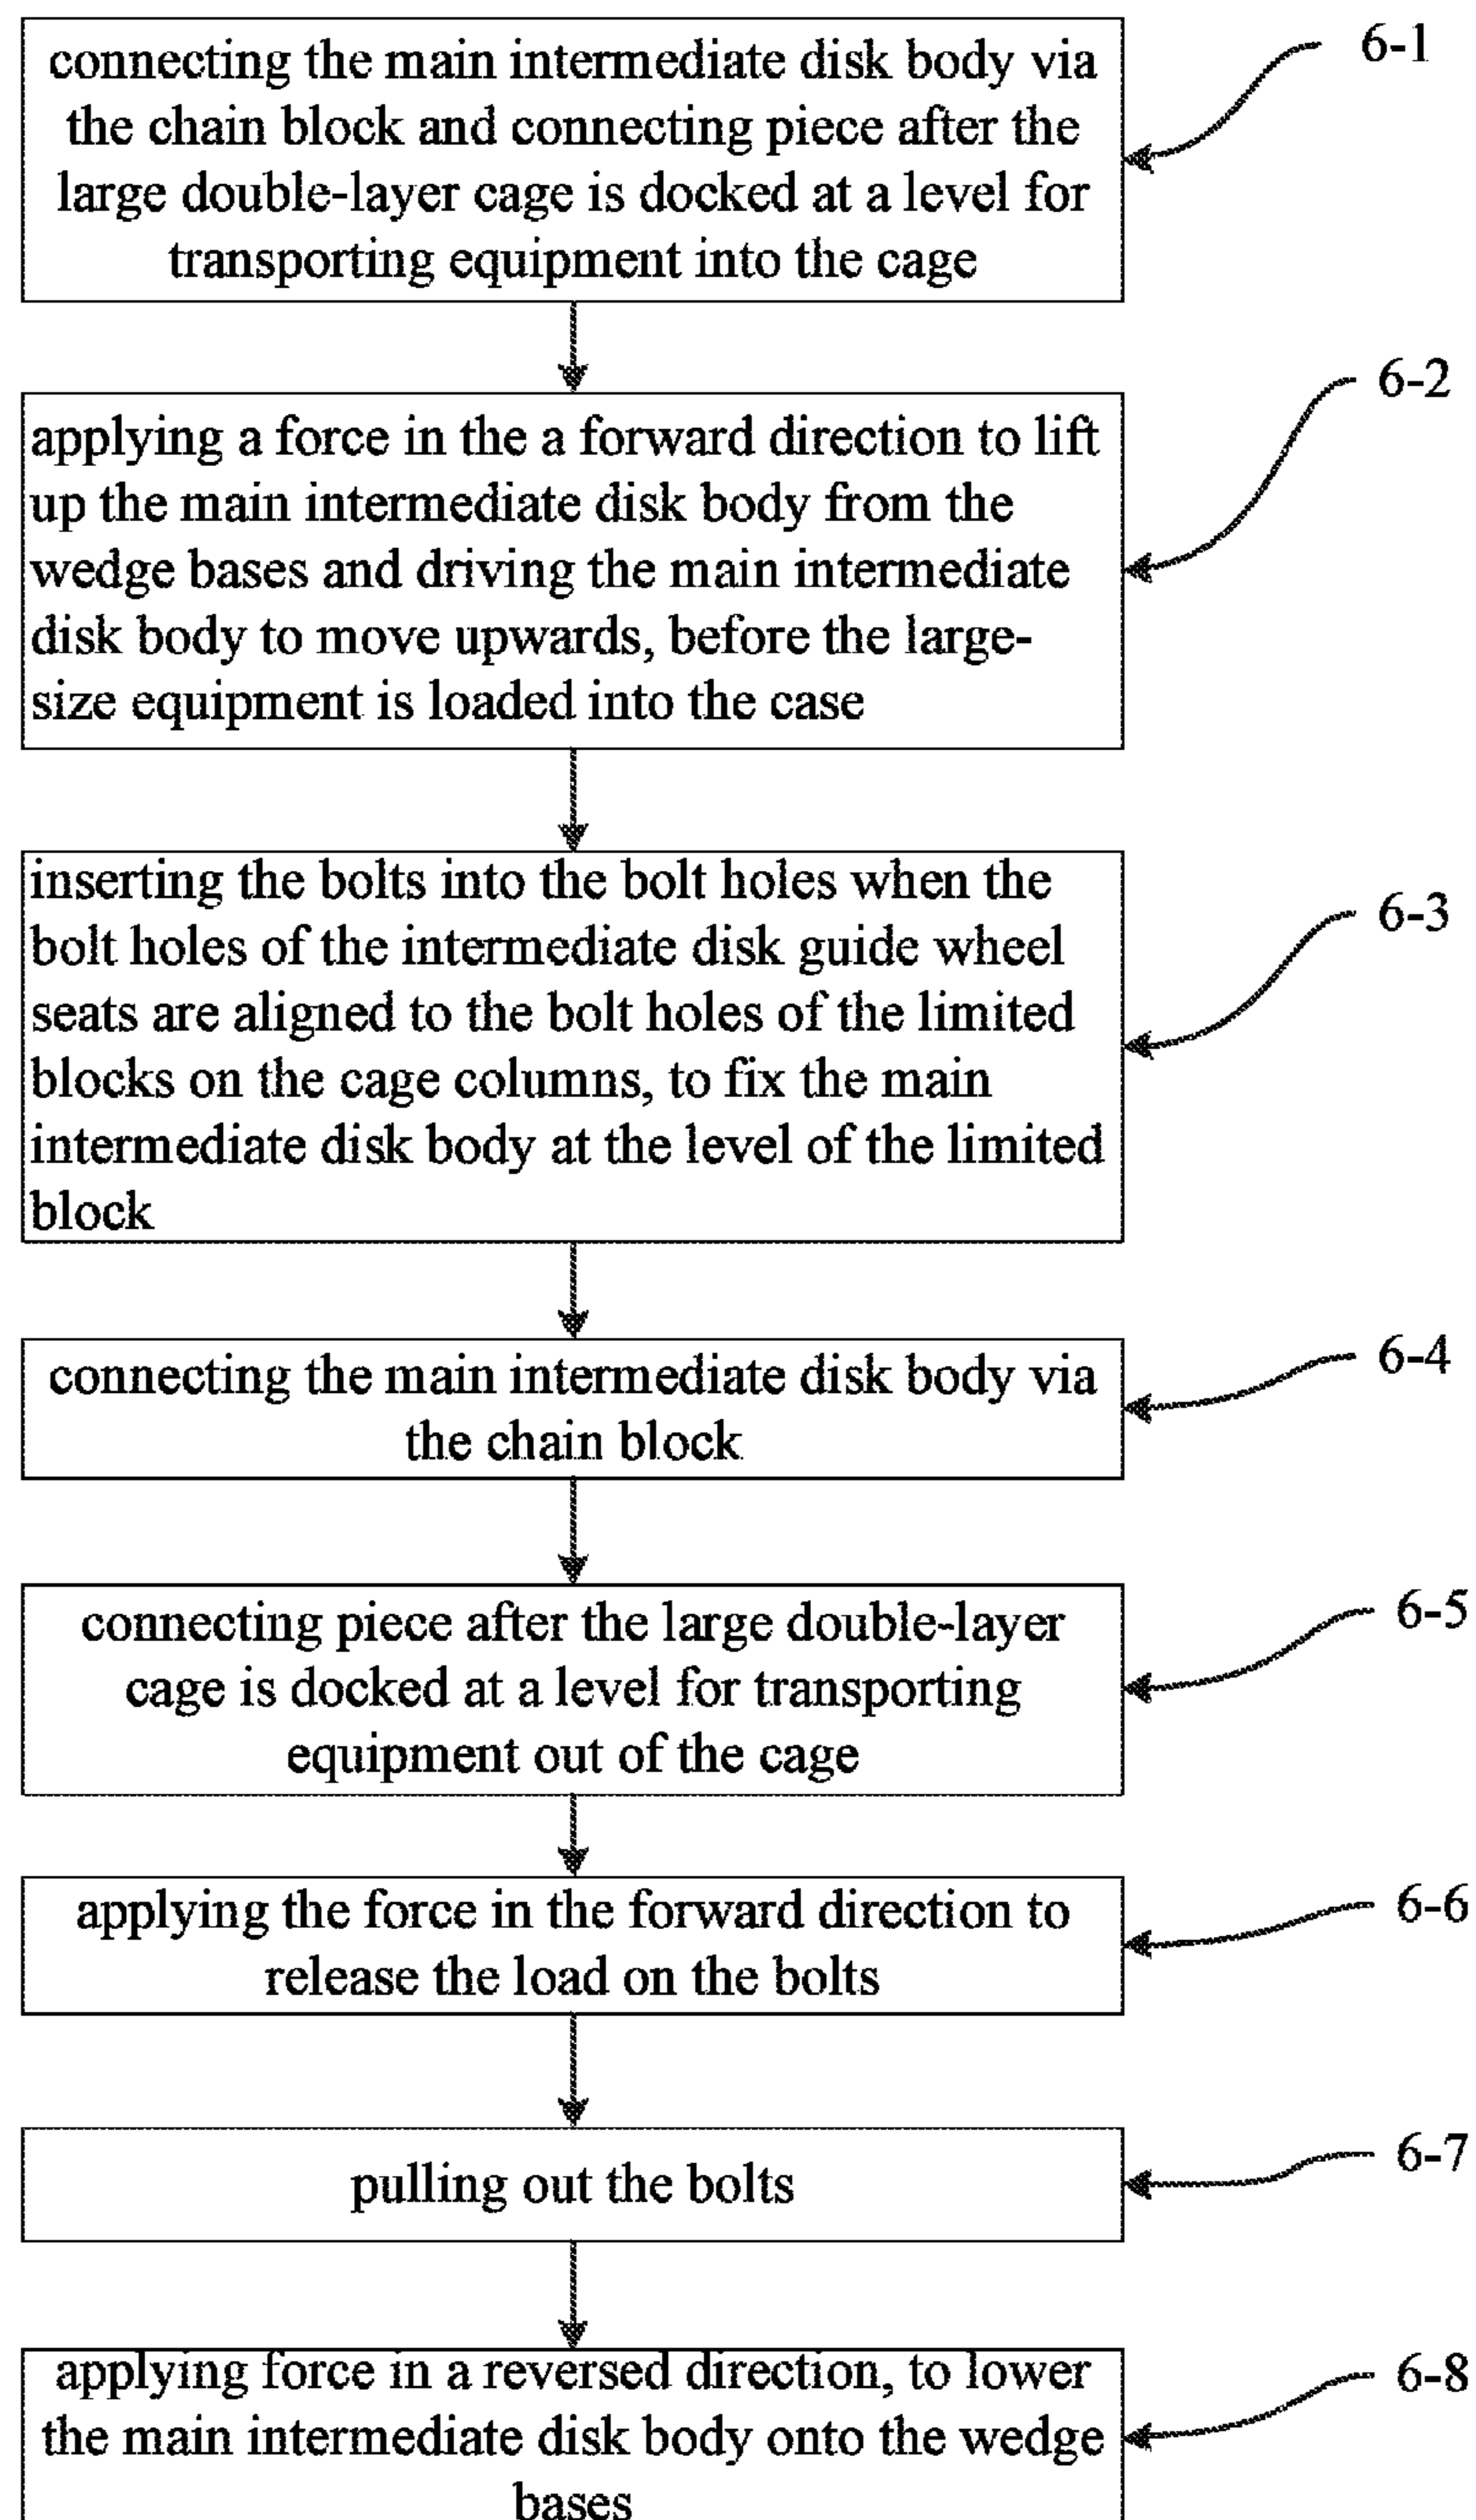 connecting the main intermediate disk body via
the chain block and connecting piece after the
large double-layer cage is docked at a level for
transporting equipment into the cage
6-1
applying a force in the a forward direction to lift
up the main intermediate disk body from the
wedge bases and driving the main intermediate
disk body to move upwards, before the large-
size equipment is loaded into the case
6-2
inserting the bolts into the bolt holes when the
bolt holes of the intermediate disk guide wheel
seats are aligned to the bolt holes of the limited
blocks on the cage columns, to fix the main
intermediate disk body at the level of the limited
block
6-3
connecting the main intermediate disk body via
the chain block
6-4
connecting piece after the large double-layer
cage is docked at a level for transporting
equipment out of the cage
6-5
applying the force in the forward direction to
release the load on the bolts
6-6
pulling out the bolts
6-7
applying force in a reversed direction, to lower
the main intermediate disk body onto the wedge
bases
6-8